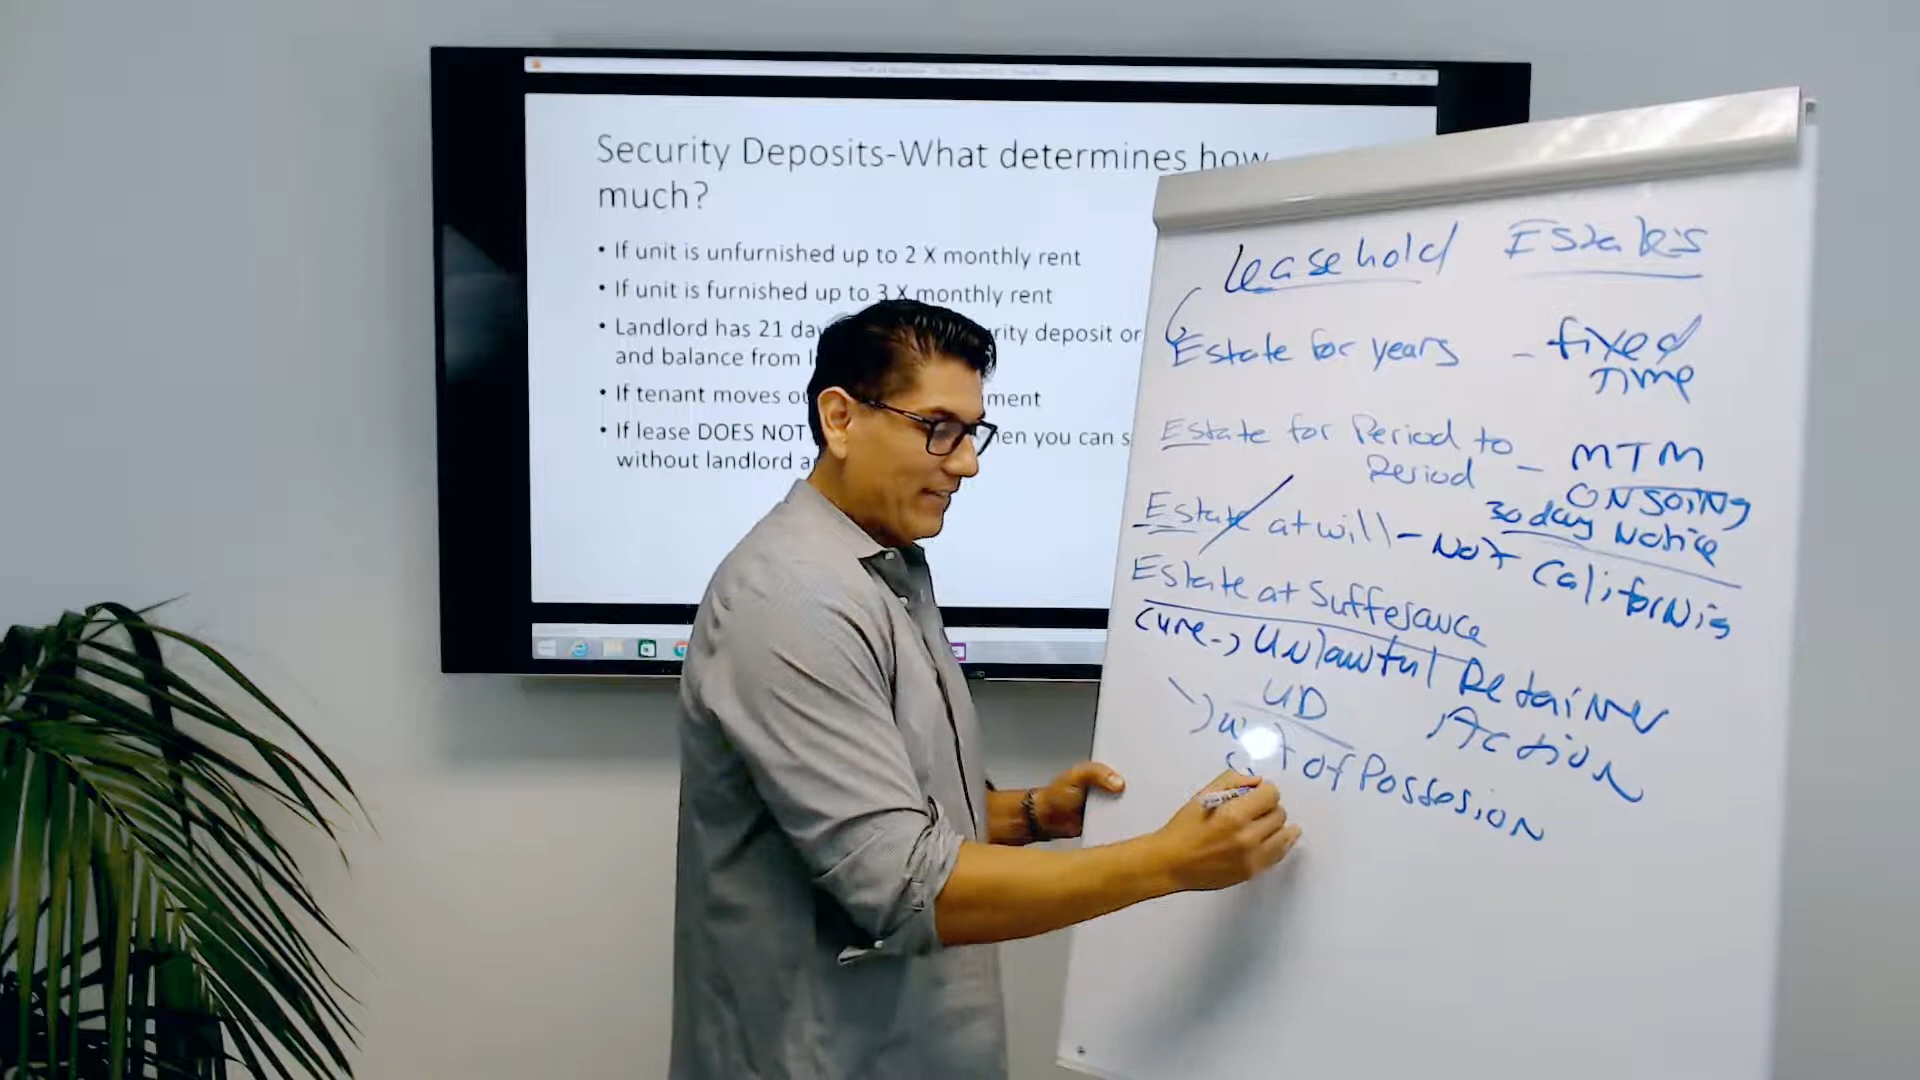 Security Deposits-What determines how
much?
• If unit is unfurnished up to 2 X monthly rent
• If unit is furnished up to 3 X monthly rent
• Landlord has 21 day rity deposit or
and balance from l
• If tenant moves ou ment
• If lease DOES NOT en you can s
without landlord a
Leasehold Estates
Estate for years - fixed
Time
Estate for Period to
Period - MTM
ONgoiNg
30 day Notice
Estate at will - Not California
Estate at Sufferance
Cure -> UNlawful Detainer
UD Action
of Possesion